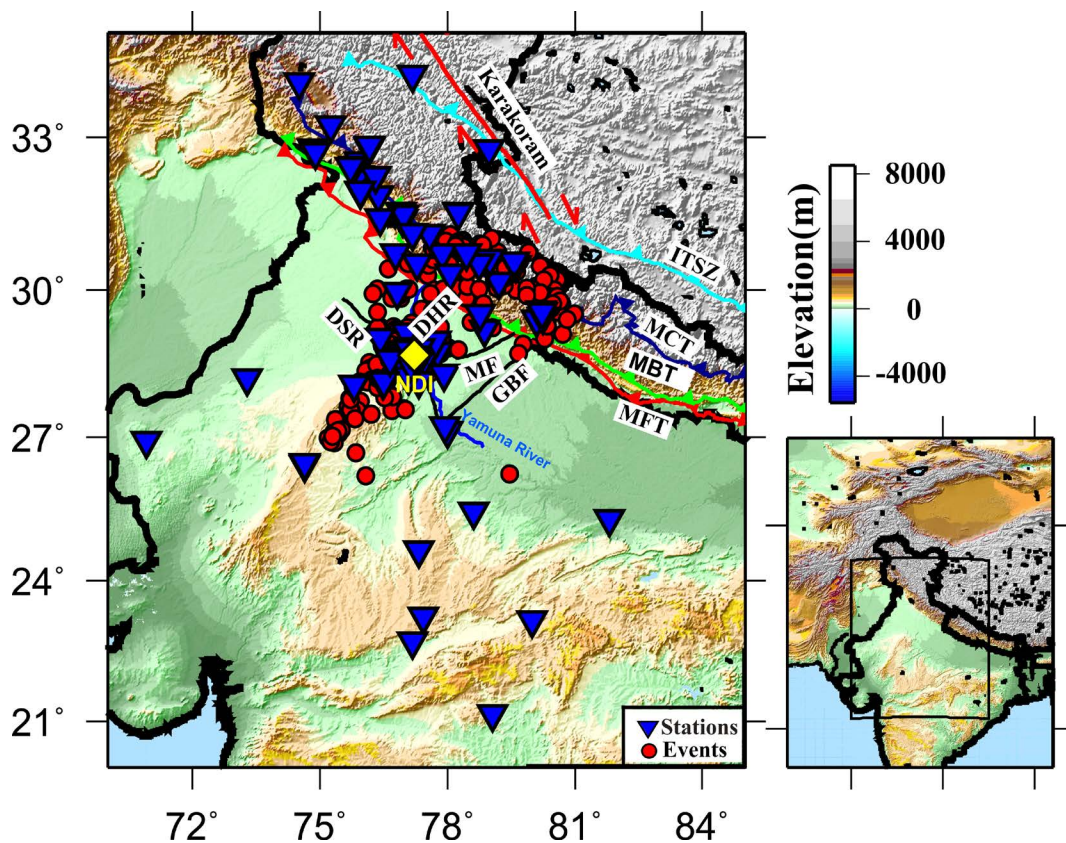 33°
30°
27°
24°
21°
72°
75°
78°
81°
84°
Karakoram
ITSZ
MCT
MBT
MFT
DSR
DHR
MF
GBF
NDI
Yamuna River
Stations
Events
Elevation(m)
8000
4000
0
-4000